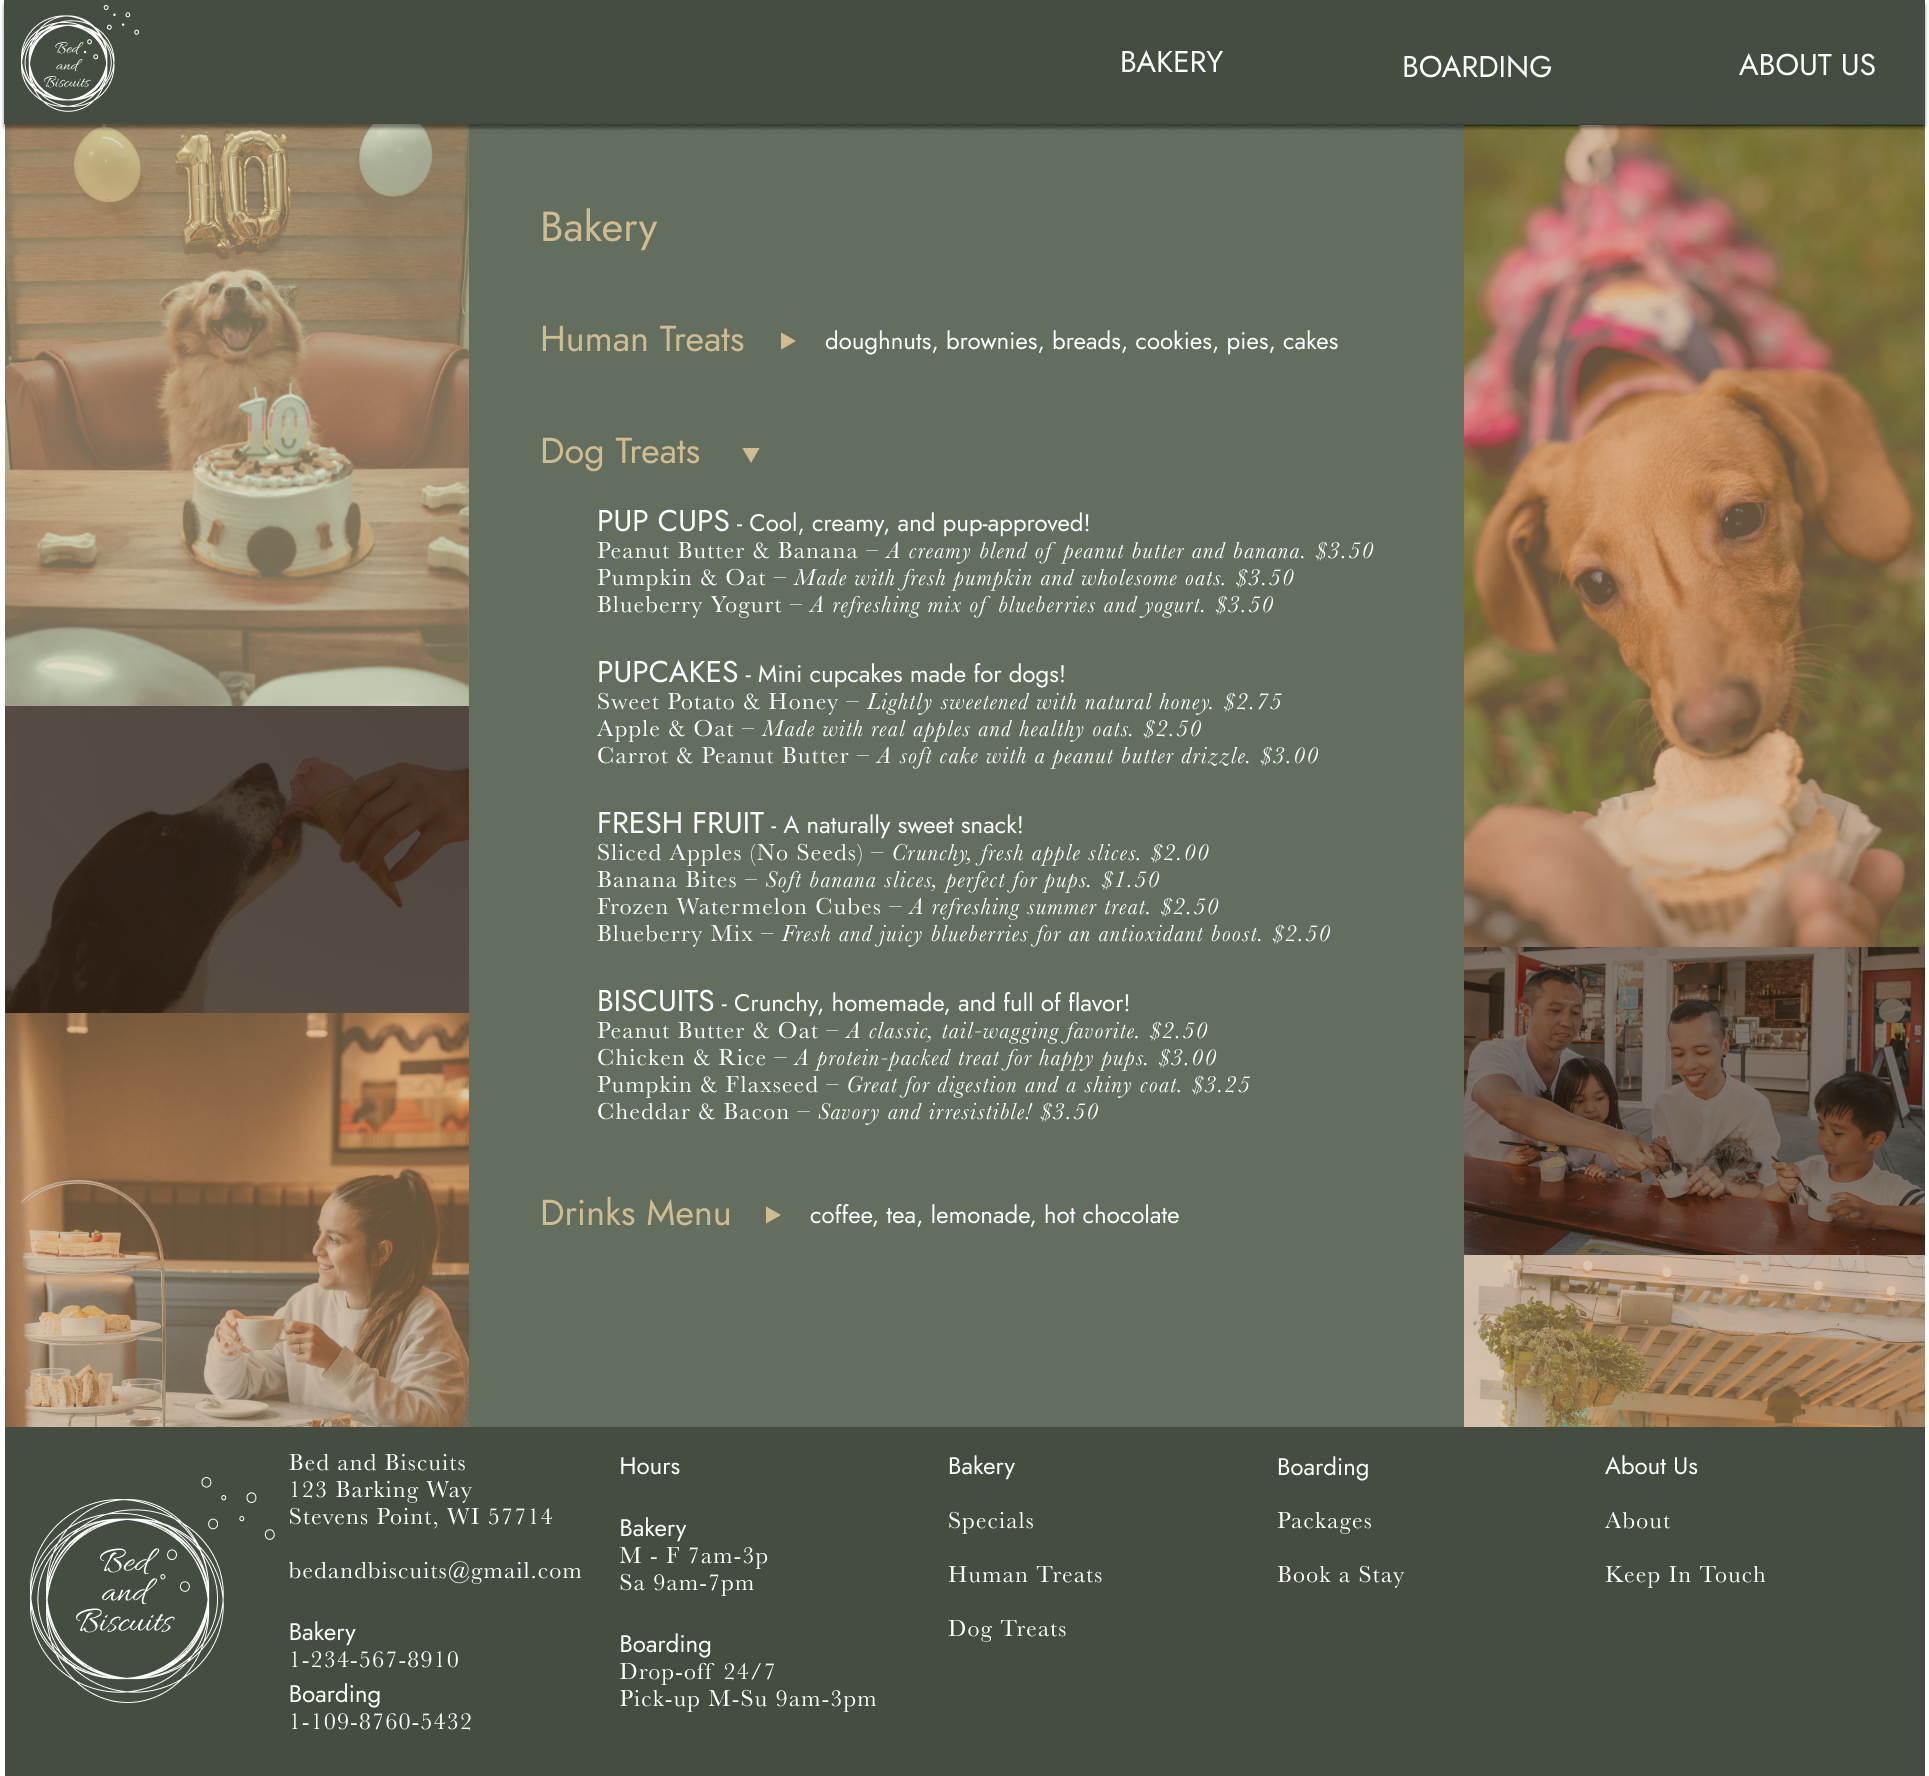 Bed
and
Biscuits
BAKERY
BOARDING
ABOUT US
10
10
Bakery
Human Treats ▶ doughnuts, brownies, breads, cookies, pies, cakes
Dog Treats ▼
PUP CUPS - Cool, creamy, and pup-approved!
Peanut Butter & Banana – A creamy blend of peanut butter and banana. $3.50
Pumpkin & Oat – Made with fresh pumpkin and wholesome oats. $3.50
Blueberry Yogurt – A refreshing mix of blueberries and yogurt. $3.50
PUPCAKES - Mini cupcakes made for dogs!
Sweet Potato & Honey – Lightly sweetened with natural honey. $2.75
Apple & Oat – Made with real apples and healthy oats. $2.50
Carrot & Peanut Butter – A soft cake with a peanut butter drizzle. $3.00
FRESH FRUIT - A naturally sweet snack!
Sliced Apples (No Seeds) – Crunchy, fresh apple slices. $2.00
Banana Bites – Soft banana slices, perfect for pups. $1.50
Frozen Watermelon Cubes – A refreshing summer treat. $2.50
Blueberry Mix – Fresh and juicy blueberries for an antioxidant boost. $2.50
BISCUITS - Crunchy, homemade, and full of flavor!
Peanut Butter & Oat – A classic, tail-wagging favorite. $2.50
Chicken & Rice – A protein-packed treat for happy pups. $3.00
Pumpkin & Flaxseed – Great for digestion and a shiny coat. $3.25
Cheddar & Bacon – Savory and irresistible! $3.50
Drinks Menu ▶ coffee, tea, lemonade, hot chocolate
Bed
and
Biscuits
Bed and Biscuits
123 Barking Way
Stevens Point, WI 57714
bedandbiscuits@gmail.com
Bakery
1-234-567-8910
Boarding
1-109-8760-5432
Hours
Bakery
M - F 7am-3p
Sa 9am-7pm
Boarding
Drop-off 24/7
Pick-up M-Su 9am-3pm
Bakery
Specials
Human Treats
Dog Treats
Boarding
Packages
Book a Stay
About Us
About
Keep In Touch